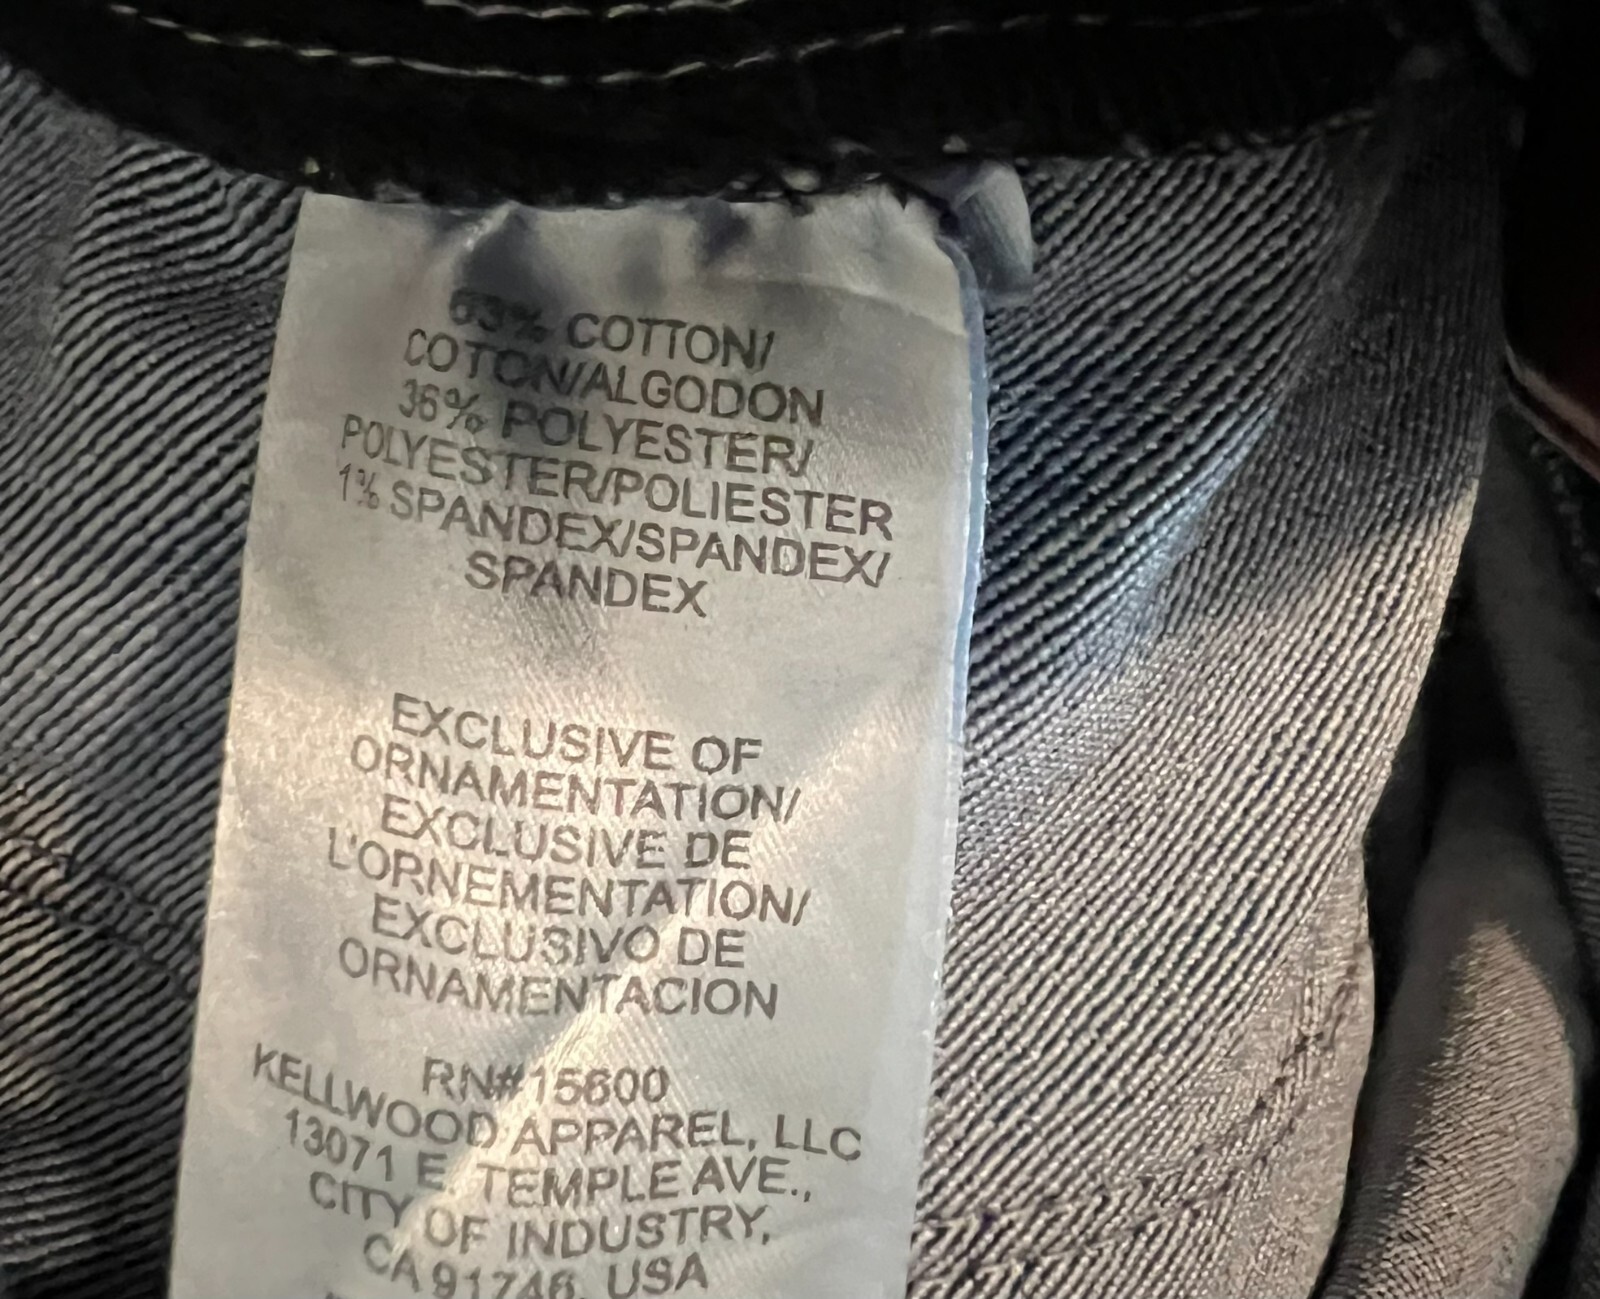 63% COTTON/
COTON/ALGODON
36% POLYESTER/
POLYESTER/POLIESTER
1% SPANDEX/SPANDEX/
SPANDEX
EXCLUSIVE OF
ORNAMENTATION/
EXCLUSIVE DE
L'ORNEMENTATION/
EXCLUSIVO DE
ORNAMENTACION
RN#15600
KELLWOOD APPAREL, LLC
13071 E. TEMPLE AVE.,
CITY OF INDUSTRY,
CA 91746, USA